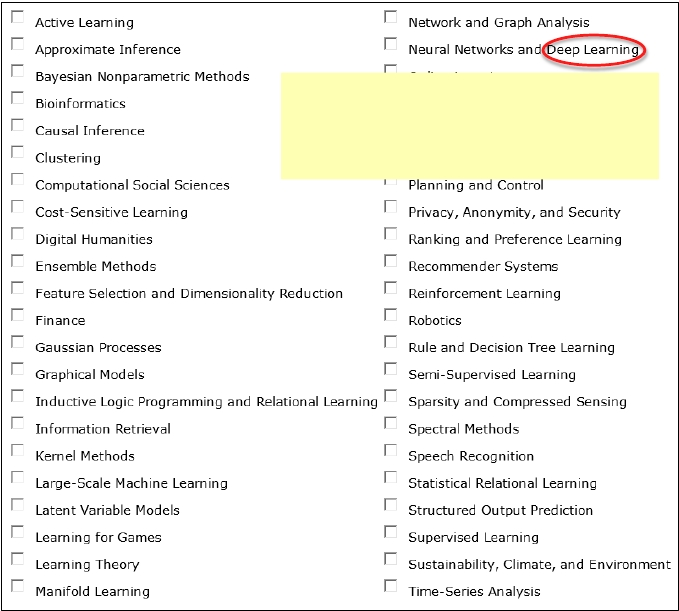 Active Learning
Approximate Inference
Bayesian Nonparametric Methods
Bioinformatics
Causal Inference
Clustering
Computational Social Sciences
Cost-Sensitive Learning
Digital Humanities
Ensemble Methods
Feature Selection and Dimensionality Reduction
Finance
Gaussian Processes
Graphical Models
Inductive Logic Programming and Relational Learning
Information Retrieval
Kernel Methods
Large-Scale Machine Learning
Latent Variable Models
Learning for Games
Learning Theory
Manifold Learning
Network and Graph Analysis
Neural Networks and Deep Learning
Planning and Control
Privacy, Anonymity, and Security
Ranking and Preference Learning
Recommender Systems
Reinforcement Learning
Robotics
Rule and Decision Tree Learning
Semi-Supervised Learning
Sparsity and Compressed Sensing
Spectral Methods
Speech Recognition
Statistical Relational Learning
Structured Output Prediction
Supervised Learning
Sustainability, Climate, and Environment
Time-Series Analysis